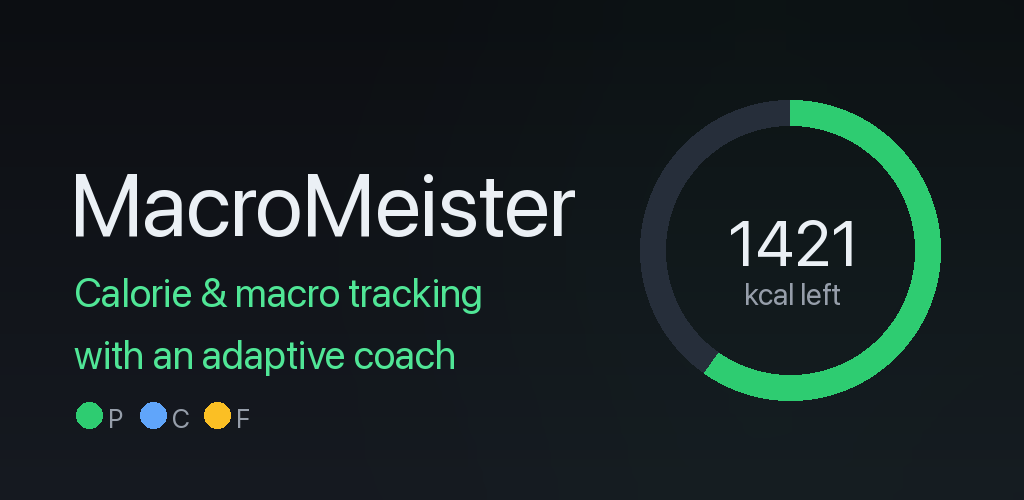 MacroMeister
Calorie & macro tracking
with an adaptive coach
P C F
1421
kcal left